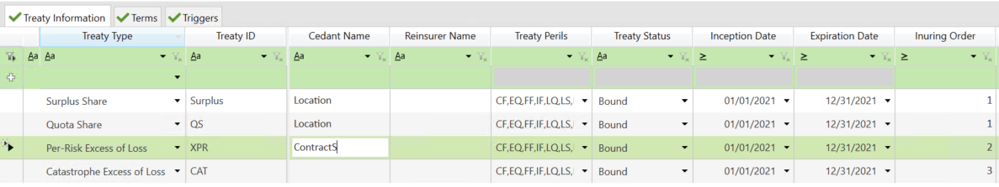 Treaty Information Terms Triggers
Treaty Type Treaty ID Cedant Name Reinsurer Name Treaty Perils Treaty Status Inception Date Expiration Date Inuring Order
Aa Aa Aa Aa Aa Aa ≥ ≥ ≥
Surplus Share Surplus Location CF,EQ,FF,IF,LQ,LS, Bound 01/01/2021 12/31/2021 1
Quota Share QS Location CF,EQ,FF,IF,LQ,LS, Bound 01/01/2021 12/31/2021 1
Per-Risk Excess of Loss XPR ContractS CF,EQ,FF,IF,LQ,LS, Bound 01/01/2021 12/31/2021 2
Catastrophe Excess of Loss CAT CF,EQ,FF,IF,LQ,LS, Bound 01/01/2021 12/31/2021 3